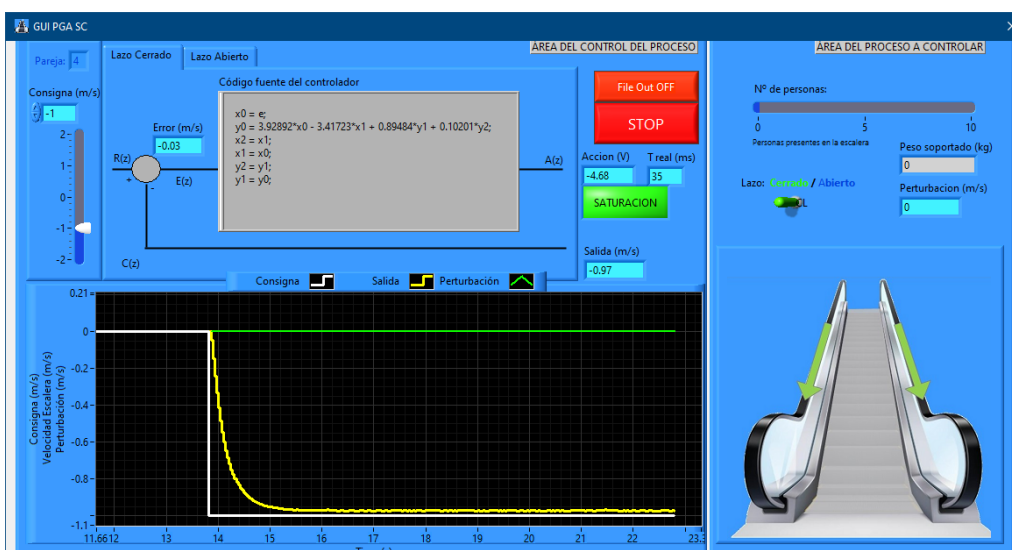 GUI PGA SC
Pareja: 4
Lazo Cerrado
Lazo Abierto
ÁREA DEL CONTROL DEL PROCESO
ÁREA DEL PROCESO A CONTROLAR
Consigna (m/s)
-1
2
1
0
-1
-2
Código fuente del controlador
x0 = e;
y0 = 3.92892*x0 - 3.41723*x1 + 0.89484*y1 + 0.10201*y2;
x2 = x1;
x1 = x0;
y2 = y1;
y1 = y0;
Error (m/s)
-0.03
R(z)
+
-
E(z)
A(z)
C(z)
File Out OFF
STOP
Accion (V)
-4.68
T real (ms)
35
SATURACION
Salida (m/s)
-0.97
Nº de personas:
0 5 10
Personas presentes en la escalera
Peso soportado (kg)
0
Lazo: Cerrado / Abierto
CL
Perturbacion (m/s)
0
Consigna
Salida
Perturbación
0.21
0
-0.2
-0.4
-0.6
-0.8
-1.1
Consigna (m/s)
Velocidad Escalera (m/s)
Perturbación (m/s)
11.6612 13 14 15 16 17 18 19 20 21 22 23.3